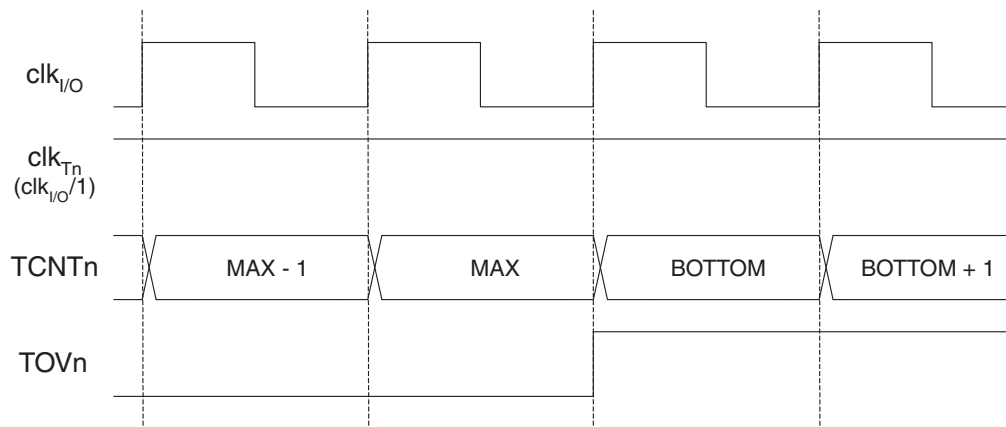 clkI/O
clkTn
(clkI/O/1)
TCNTn MAX - 1 MAX BOTTOM BOTTOM + 1
TOVn